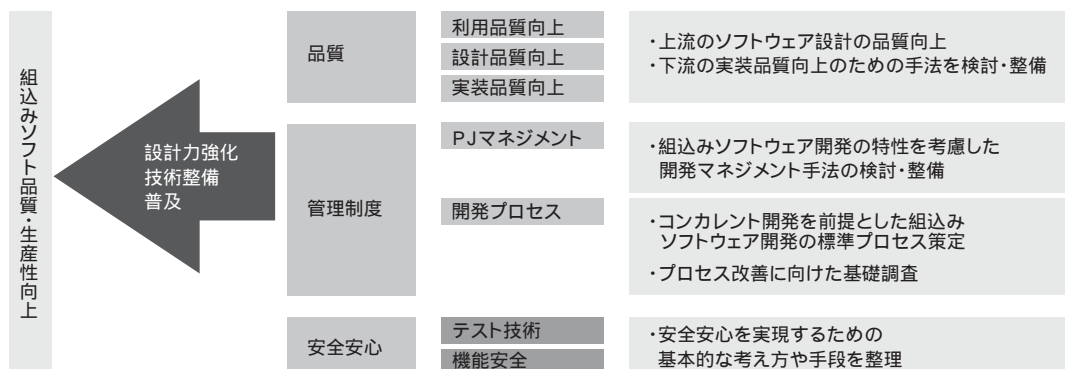 組込みソフト品質・生産性向上
設計力強化
技術整備
普及
品質
利用品質向上
設計品質向上
実装品質向上
・上流のソフトウェア設計の品質向上
・下流の実装品質向上のための手法を検討・整備
管理制度
PJマネジメント
・組込みソフトウェア開発の特性を考慮した
開発マネジメント手法の検討・整備
開発プロセス
・コンカレント開発を前提とした組込み
ソフトウェア開発の標準プロセス策定
・プロセス改善に向けた基礎調査
安全安心
テスト技術
機能安全
・安全安心を実現するための
基本的な考え方や手段を整理